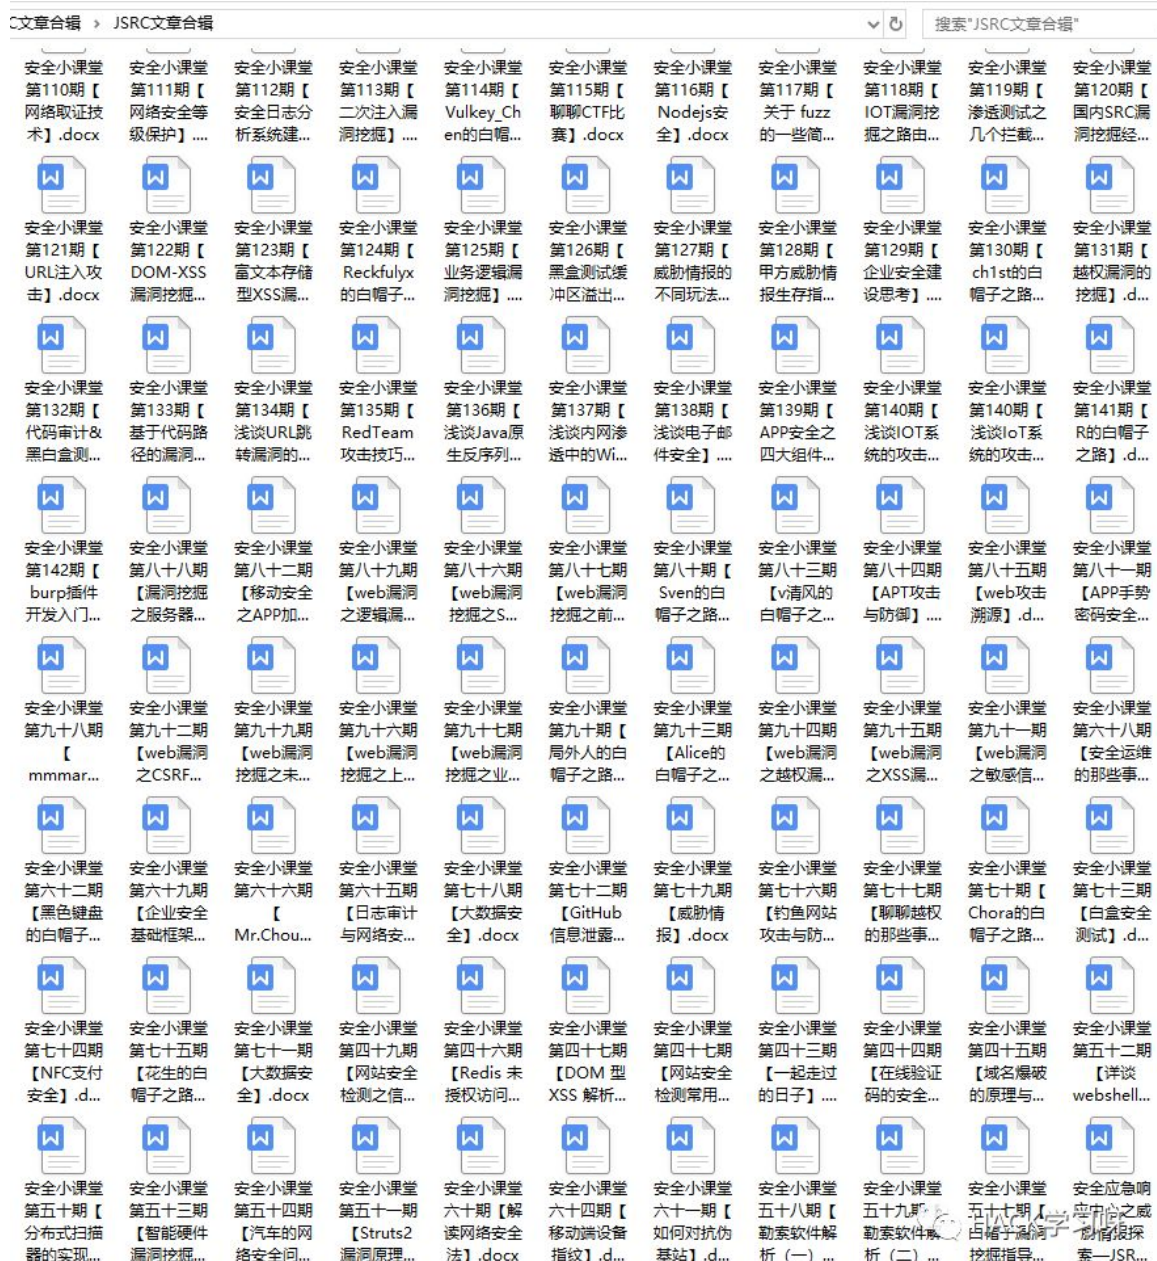 C文章合辑 › JSRC文章合辑
搜索"JSRC文章合辑"
安全小课堂 安全小课堂 安全小课堂 安全小课堂 安全小课堂 安全小课堂 安全小课堂 安全小课堂 安全小课堂 安全小课堂 安全小课堂
第110期【 第111期【 第112期【 第113期【 第114期【 第115期【 第116期【 第117期【 第118期【 第119期【 第120期【
网络取证技 网络安全等 安全日志分 二次注入漏 Vulkey_Ch 聊聊CTF比 Nodejs安 关于 fuzz IOT漏洞挖 渗透测试之 国内SRC漏
术】.docx 级保护】.... 析系统建... 洞挖掘】.... en的白帽... 赛】.docx 全】.docx 的一些简... 掘之路由... 几个拦截... 洞挖掘经...
安全小课堂 安全小课堂 安全小课堂 安全小课堂 安全小课堂 安全小课堂 安全小课堂 安全小课堂 安全小课堂 安全小课堂 安全小课堂
第121期【 第122期【 第123期【 第124期【 第125期【 第126期【 第127期【 第128期【 第129期【 第130期【 第131期【
URL注入攻 DOM-XSS 富文本存储 Reckfulyx 业务逻辑漏 黑盒测试缓 威胁情报的 甲方威胁情 企业安全建 ch1st的白 越权漏洞的
击】.docx 漏洞挖掘... 型XSS漏... 的白帽子... 洞挖掘】.... 冲区溢出... 不同玩法... 报生存指... 设思考】.... 帽子之路... 挖掘】.d...
安全小课堂 安全小课堂 安全小课堂 安全小课堂 安全小课堂 安全小课堂 安全小课堂 安全小课堂 安全小课堂 安全小课堂 安全小课堂
第132期【 第133期【 第134期【 第135期【 第136期【 第137期【 第138期【 第139期【 第140期【 第140期【 第141期【
代码审计& 基于代码路 浅谈URL跳 RedTeam 浅谈Java原 浅谈内网渗 浅谈电子邮 APP安全之 浅谈IOT系 浅谈IoT系 R的白帽子
黑白盒测... 径的漏洞... 转漏洞的... 攻击技巧... 生反序列... 透中的Wi... 件安全】.... 四大组件... 统的攻击... 统的攻击... 之路】.d...
安全小课堂 安全小课堂 安全小课堂 安全小课堂 安全小课堂 安全小课堂 安全小课堂 安全小课堂 安全小课堂 安全小课堂 安全小课堂
第142期【 第八十八期 第八十二期 第八十九期 第八十六期 第八十七期 第八十期【 第八十三期 第八十四期 第八十五期 第八十一期
burp插件 【漏洞挖掘 【移动安全 【web漏洞 【web漏洞 【web漏洞 Sven的白 【v清风的 【APT攻击 【web攻击 【APP手势
开发入门... 之服务器... 之APP加... 之逻辑漏... 挖掘之S... 挖掘之前... 帽子之路... 白帽子之... 与防御】.... 溯源】.d... 密码安全...
安全小课堂 安全小课堂 安全小课堂 安全小课堂 安全小课堂 安全小课堂 安全小课堂 安全小课堂 安全小课堂 安全小课堂 安全小课堂
第九十八期 第九十二期 第九十九期 第九十六期 第九十七期 第九十期【 第九十三期 第九十四期 第九十五期 第九十一期 第六十八期
【 【web漏洞 【web漏洞 【web漏洞 【web漏洞 局外人的白 【Alice的 【web漏洞 【web漏洞 【web漏洞 【安全运维
mmmar... 之CSRF... 挖掘之未... 挖掘之上... 挖掘之业... 帽子之路... 白帽子之... 之越权漏... 之XSS漏... 之敏感信... 的那些事...
安全小课堂 安全小课堂 安全小课堂 安全小课堂 安全小课堂 安全小课堂 安全小课堂 安全小课堂 安全小课堂 安全小课堂 安全小课堂
第六十二期 第六十九期 第六十六期 第六十五期 第七十八期 第七十二期 第七十九期 第七十六期 第七十七期 第七十期【 第七十三期
【黑色键盘 【企业安全 【 【日志审计 【大数据安 【GitHub 【威胁情 【钓鱼网站 【聊聊越权 Chora的白 【白盒安全
的白帽子... 基础框架... Mr.Chou... 与网络安... 全】.docx 信息泄露... 报】.docx 攻击与防... 的那些事... 帽子之路... 测试】.d...
安全小课堂 安全小课堂 安全小课堂 安全小课堂 安全小课堂 安全小课堂 安全小课堂 安全小课堂 安全小课堂 安全小课堂 安全小课堂
第七十四期 第七十五期 第七十一期 第四十九期 第四十六期 第四十七期 第四十七期 第四十三期 第四十四期 第四十五期 第五十二期
【NFC支付 【花生的白 【大数据安 【网站安全 【Redis 未 【DOM 型 【网站安全 【一起走过 【在线验证 【域名爆破 【详谈
安全】.d... 帽子之路... 全】.docx 检测之信... 授权访问... XSS 解析... 检测常用... 的日子】.... 码的安全... 的原理与... webshell...
安全小课堂 安全小课堂 安全小课堂 安全小课堂 安全小课堂 安全小课堂 安全小课堂 安全小课堂 安全小课堂 安全小课堂 安全应急响
第五十期【 第五十三期 第五十四期 第五十一期 六十期【解 六十四期【 六十一期【 五十八期【 五十九期【 五十七期【 应中心之威
分布式扫描 【智能硬件 【汽车的网 【Struts2 读网络安全 移动端设备 如何对抗伪 勒索软件解 勒索软件解 白帽子漏洞 胁情报探
器的实现... 漏洞挖掘... 络安全问... 漏洞原理... 法】.docx 指纹】.d... 基站】.d... 析（一）... 析（二）... 挖掘指导... 索—JSR...
HACK学习呀